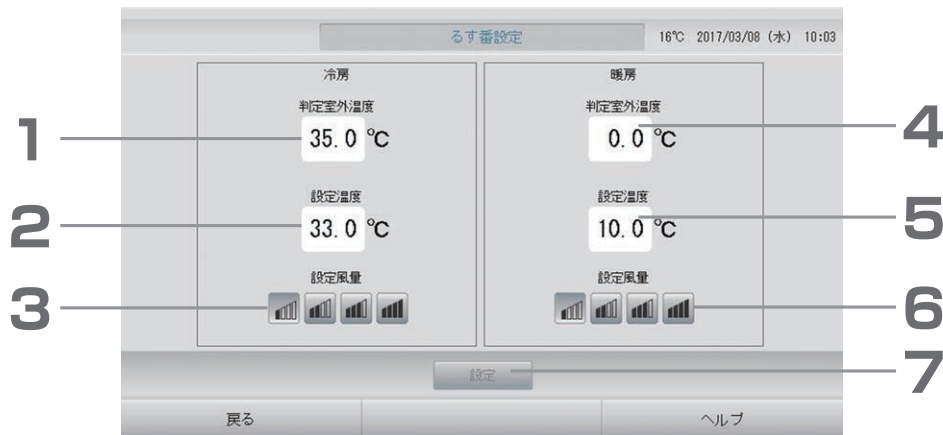 るす番設定 16℃ 2017/03/08 (水) 10:03
冷房
判定室外温度
1 35.0 ℃
設定温度
2 33.0 ℃
設定風量
3
暖房
判定室外温度
0.0 ℃ 4
設定温度
10.0 ℃ 5
設定風量
6
設定 7
戻る ヘルプ